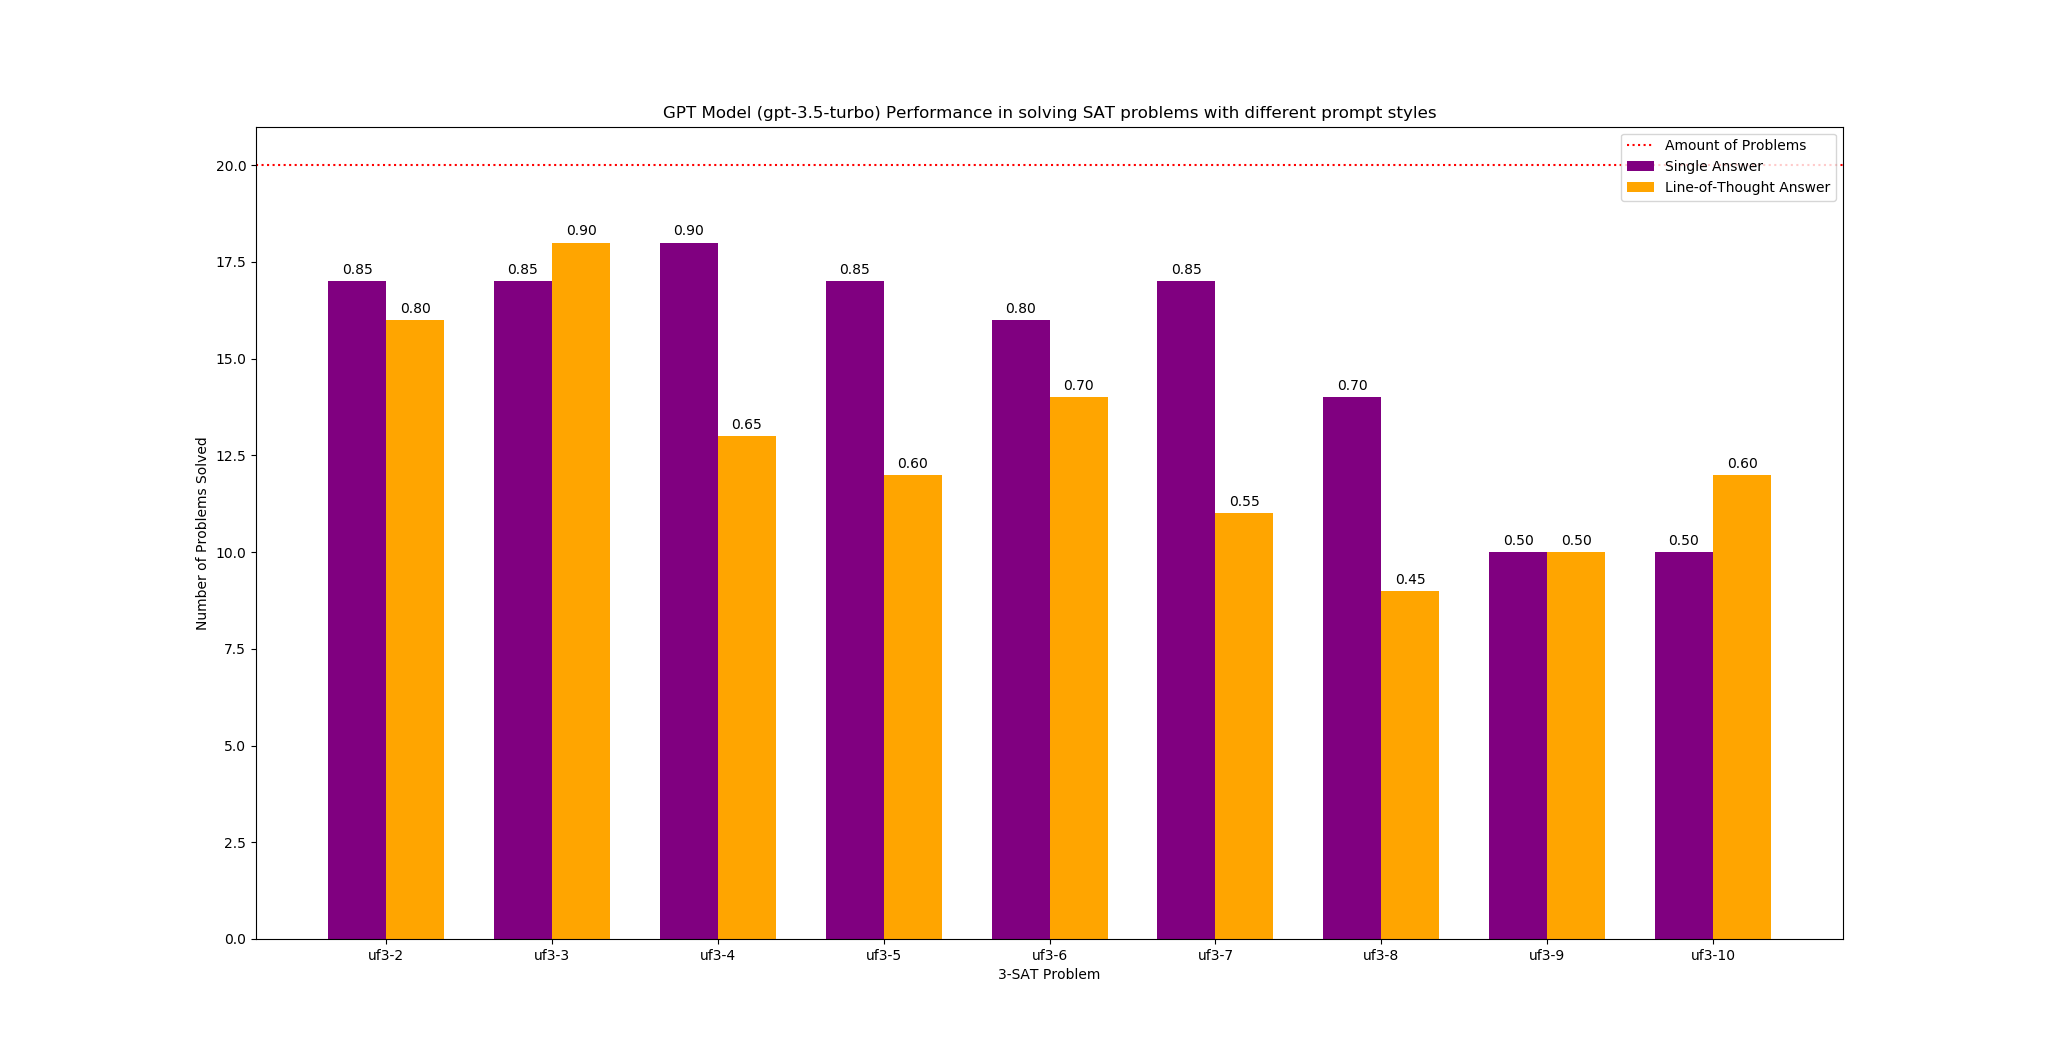 GPT Model (gpt-3.5-turbo) Performance in solving SAT problems with different prompt styles
Amount of Problems
Single Answer
Line-of-Thought Answer
Number of Problems Solved
20.0
17.5
15.0
12.5
10.0
7.5
5.0
2.5
0.0
0.85 0.80
0.85 0.90
0.90 0.65
0.85 0.60
0.80 0.70
0.85 0.55
0.70 0.45
0.50 0.50
0.50 0.60
uf3-2 uf3-3 uf3-4 uf3-5 uf3-6 uf3-7 uf3-8 uf3-9 uf3-10
3-SAT Problem